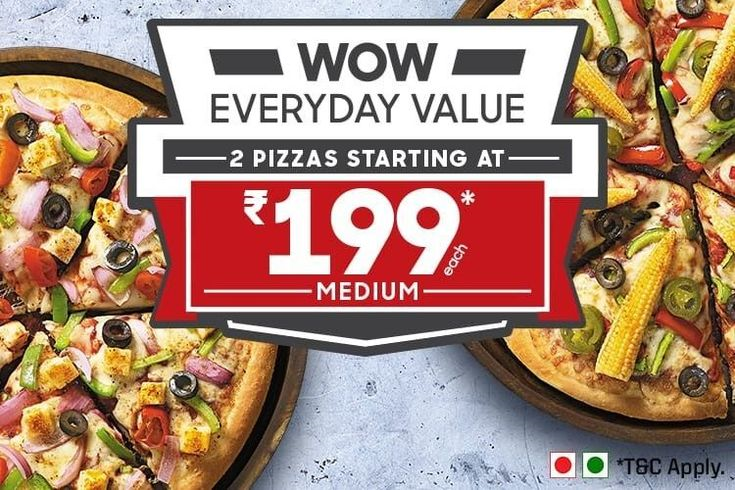 WOW
EVERYDAY VALUE
2 PIZZAS STARTING AT
₹199* each
MEDIUM
*T&C Apply.